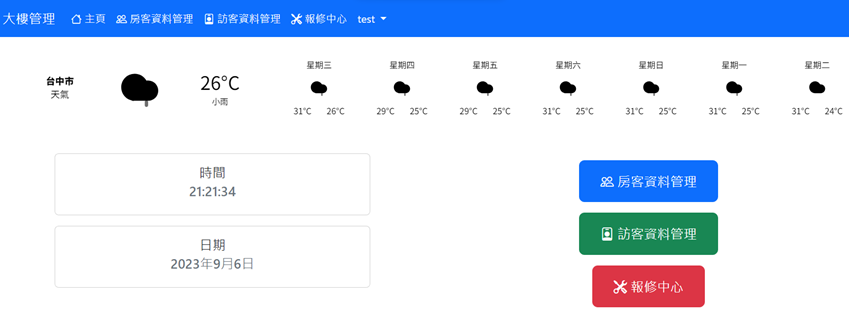 大樓管理 主頁 房客資料管理 訪客資料管理 報修中心 test
台中市
天氣
26°C
小雨
星期三 星期四 星期五 星期六 星期日 星期一 星期二
31°C 26°C 29°C 25°C 29°C 25°C 31°C 25°C 31°C 25°C 31°C 25°C 31°C 24°C
時間
21:21:34
日期
2023年9月6日
房客資料管理
訪客資料管理
報修中心